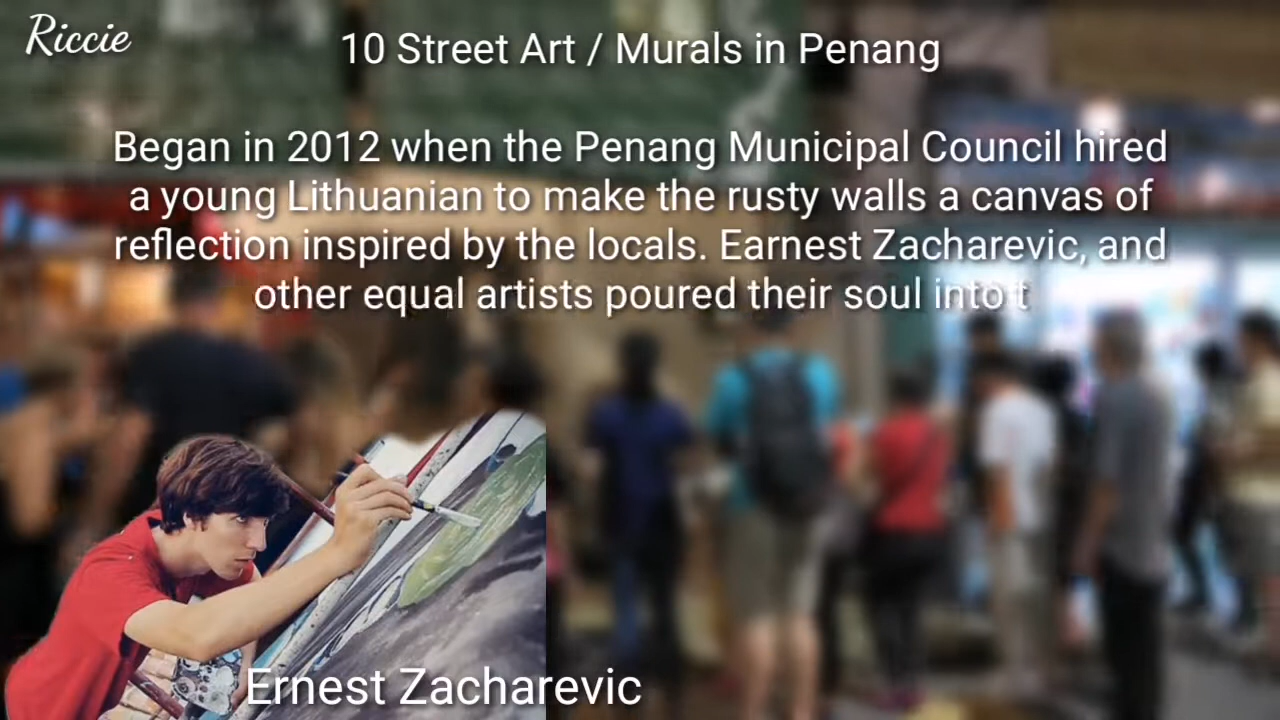 Riccie
10 Street Art / Murals in Penang
Began in 2012 when the Penang Municipal Council hired
a young Lithuanian to make the rusty walls a canvas of
reflection inspired by the locals. Earnest Zacharevic, and
other equal artists poured their soul into t
Ernest Zacharevic